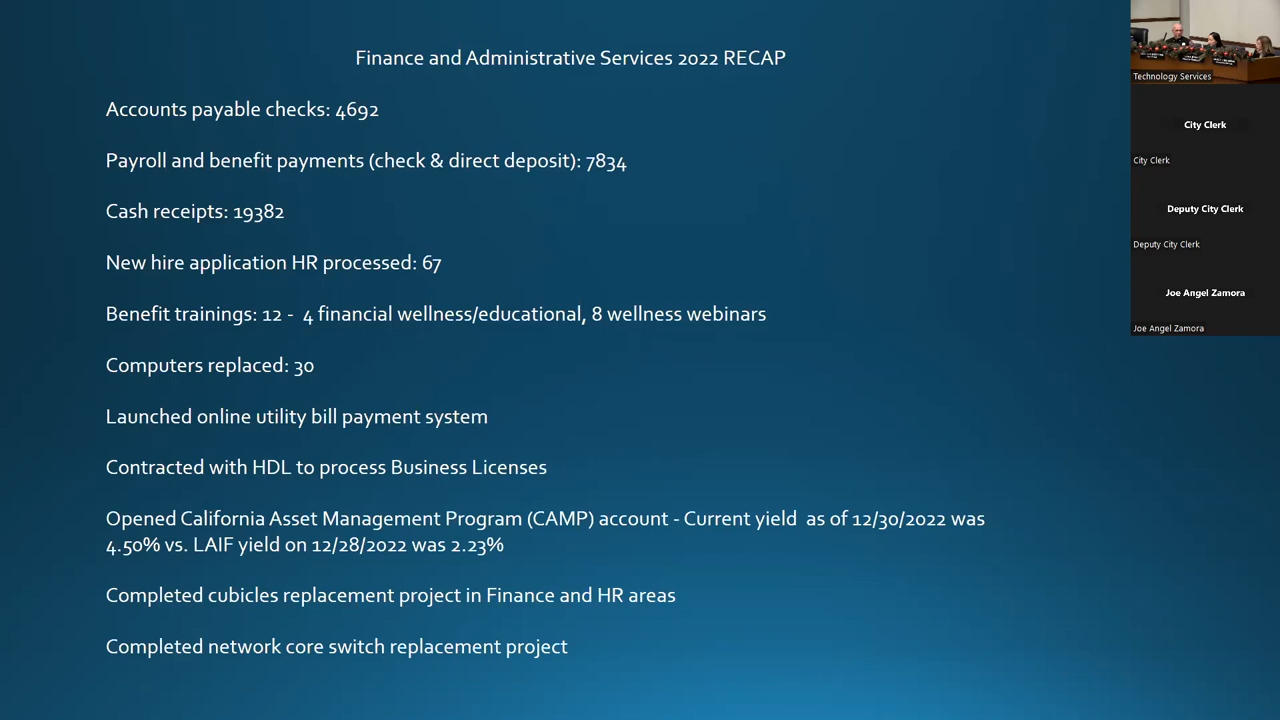 Finance and Administrative Services 2022 RECAP
Accounts payable checks: 4692
Payroll and benefit payments (check & direct deposit): 7834
Cash receipts: 19382
New hire application HR processed: 67
Benefit trainings: 12 - 4 financial wellness/educational, 8 wellness webinars
Computers replaced: 30
Launched online utility bill payment system
Contracted with HDL to process Business Licenses
Opened California Asset Management Program (CAMP) account - Current yield as of 12/30/2022 was
4.50% vs. LAIF yield on 12/28/2022 was 2.23%
Completed cubicles replacement project in Finance and HR areas
Completed network core switch replacement project
Technology Services
City Clerk
City Clerk
Deputy City Clerk
Deputy City Clerk
Joe Angel Zamora
Joe Angel Zamora